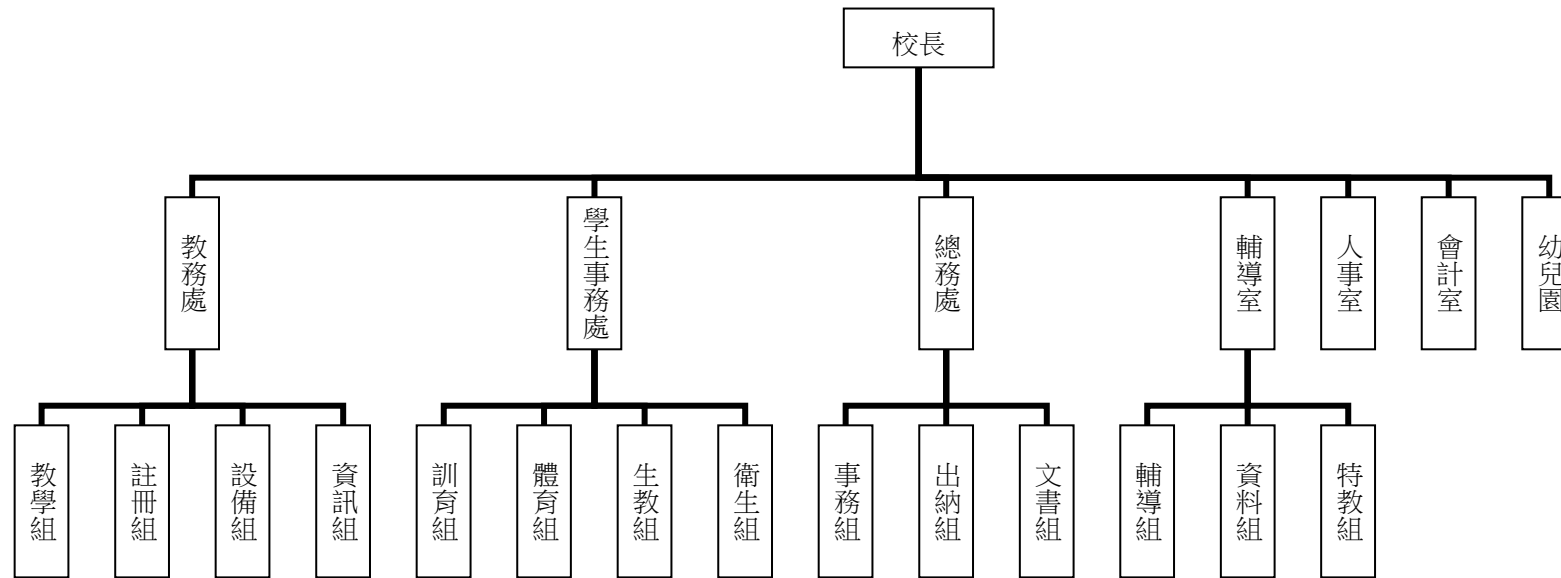 校長
教務處
學生事務處
總務處
輔導室
人事室
會計室
幼兒園
教學組
註冊組
設備組
資訊組
訓育組
體育組
生教組
衛生組
事務組
出納組
文書組
輔導組
資料組
特教組